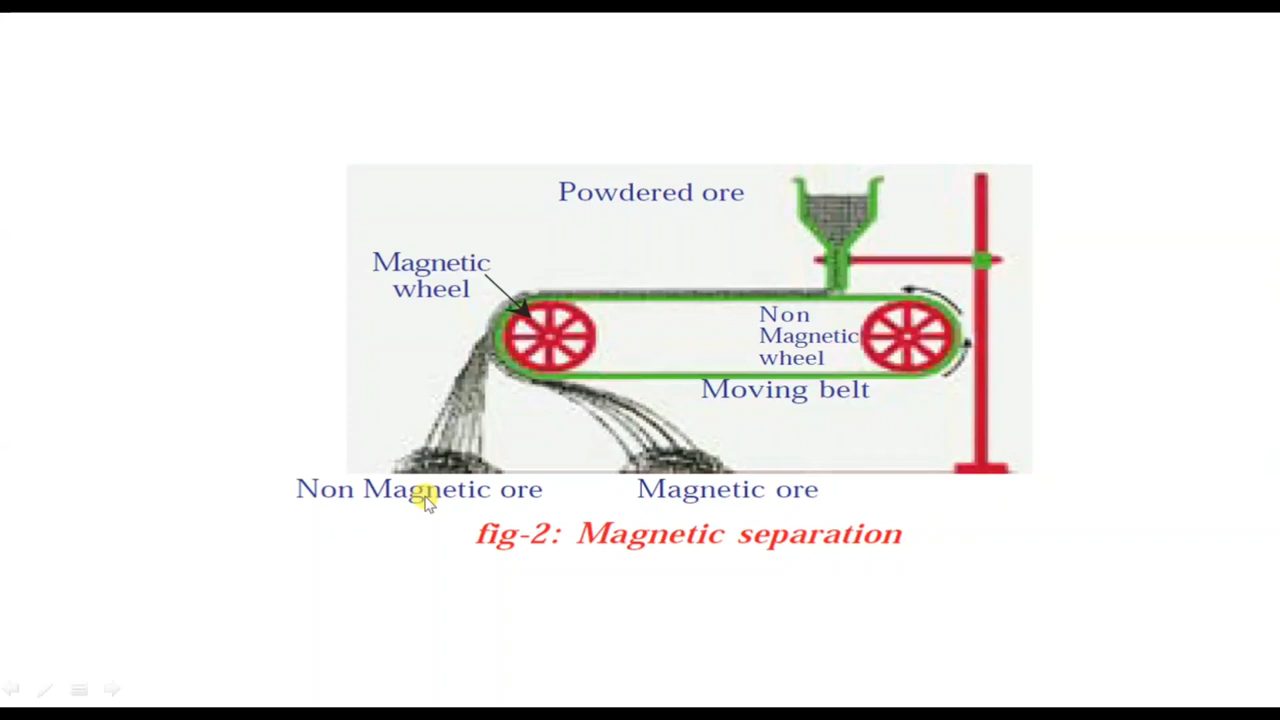 Powdered ore
Magnetic
wheel
Non
Magnetic
wheel
Moving belt
Non Magnetic ore
Magnetic ore
fig-2: Magnetic separation